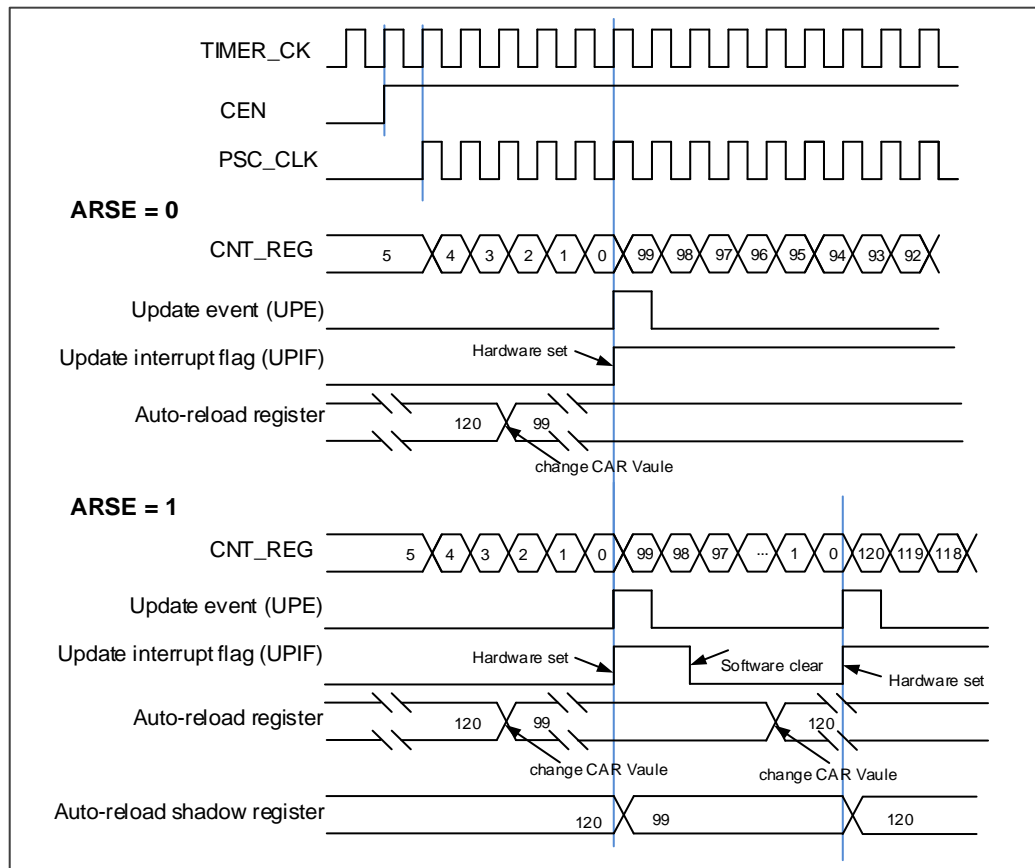 TIMER_CK
CEN
PSC_CLK
ARSE = 0
CNT_REG 5 4 3 2 1 0 99 98 97 96 95 94 93 92
Update event (UPE)
Update interrupt flag (UPIF) Hardware set
Auto-reload register 120 99
change CAR Vaule
ARSE = 1
CNT_REG 5 4 3 2 1 0 99 98 97 ... 1 0 120 119 118
Update event (UPE)
Update interrupt flag (UPIF) Hardware set Software clear Hardware set
Auto-reload register 120 99 120
change CAR Vaule change CAR Vaule
Auto-reload shadow register 120 99 120